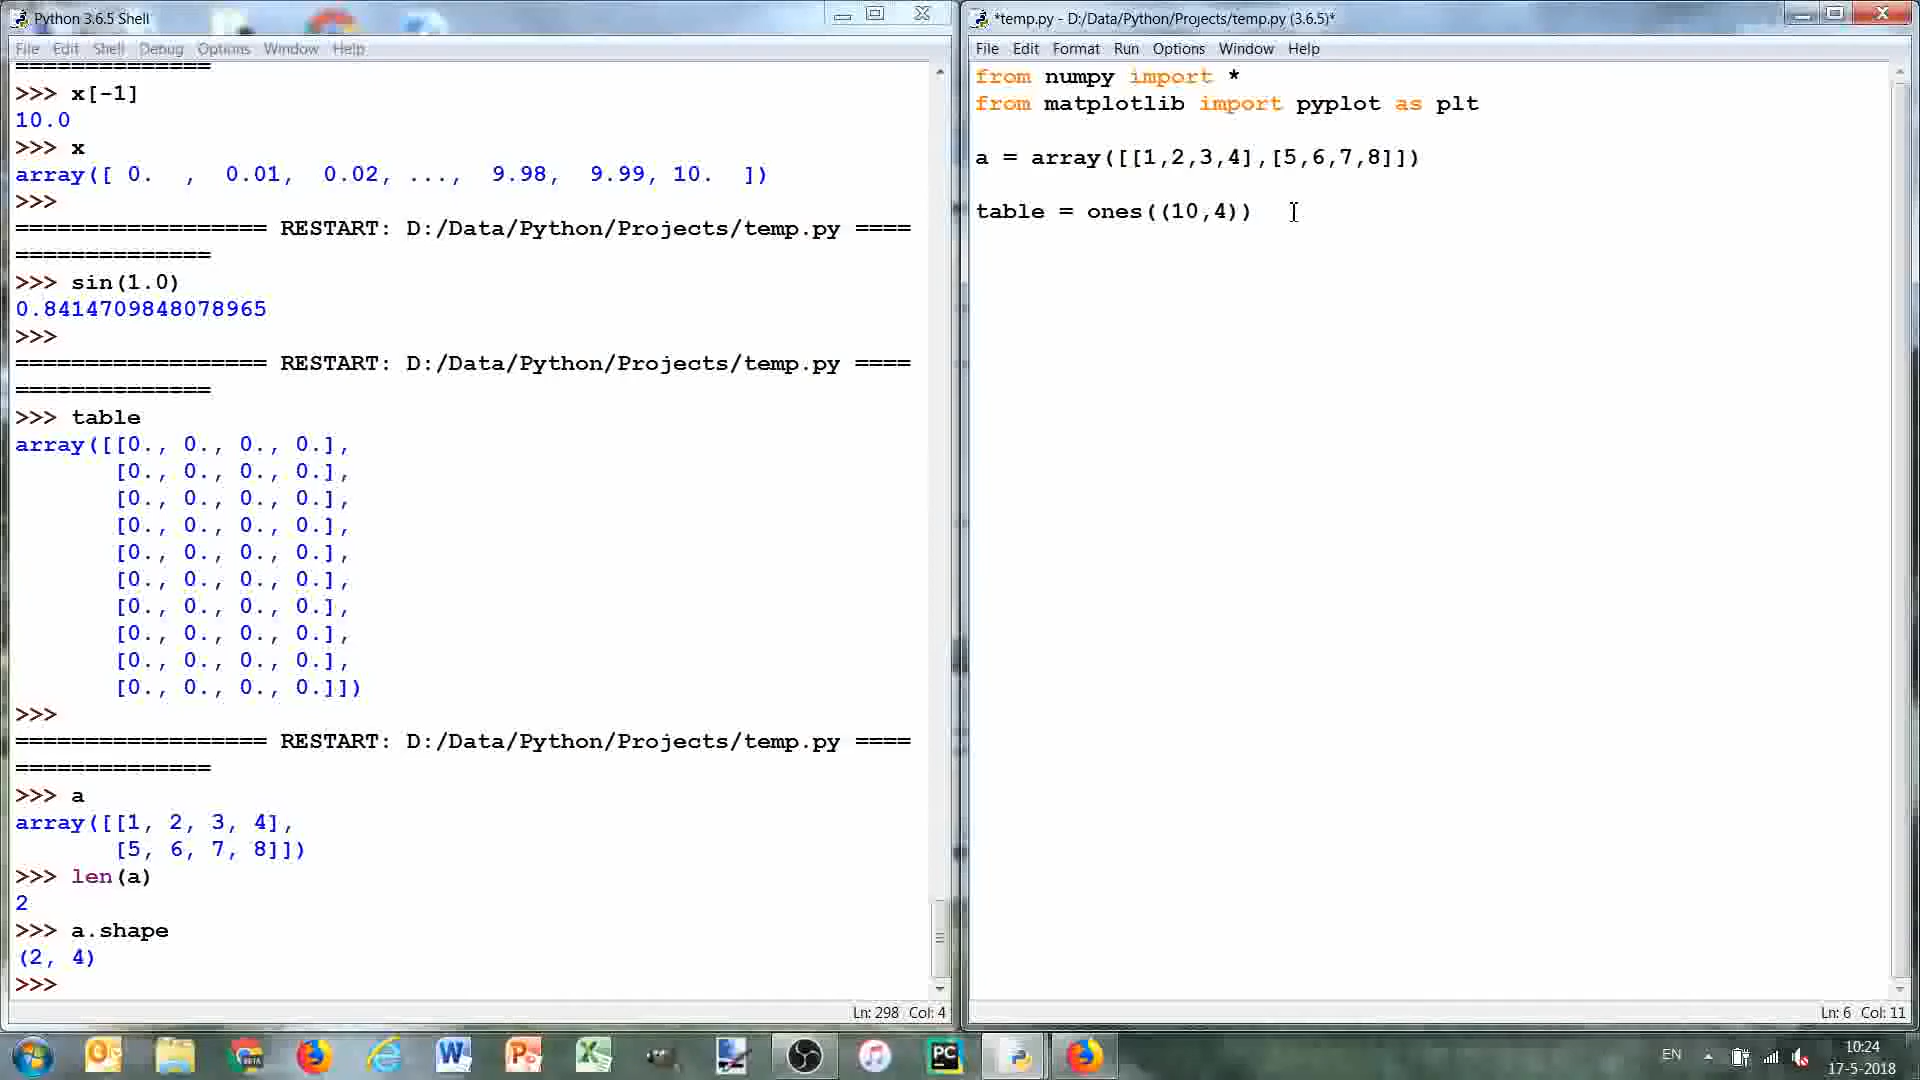 Python 3.6.5 Shell
File Edit Shell Debug Options Window Help
==============
>>> x[-1]
10.0
>>> x
array([ 0.  ,  0.01,  0.02, ...,  9.98,  9.99, 10.  ])
>>>
================== RESTART: D:/Data/Python/Projects/temp.py ====
==============
>>> sin(1.0)
0.8414709848078965
>>>
================== RESTART: D:/Data/Python/Projects/temp.py ====
==============
>>> table
array([[0., 0., 0., 0.],
[0., 0., 0., 0.],
[0., 0., 0., 0.],
[0., 0., 0., 0.],
[0., 0., 0., 0.],
[0., 0., 0., 0.],
[0., 0., 0., 0.],
[0., 0., 0., 0.],
[0., 0., 0., 0.],
[0., 0., 0., 0.]])
>>>
================== RESTART: D:/Data/Python/Projects/temp.py ====
==============
>>> a
array([[1, 2, 3, 4],
[5, 6, 7, 8]])
>>> len(a)
2
>>> a.shape
(2, 4)
>>>
Ln: 298 Col: 4
*temp.py - D:/Data/Python/Projects/temp.py (3.6.5)*
File Edit Format Run Options Window Help
from numpy import *
from matplotlib import pyplot as plt
a = array([[1,2,3,4],[5,6,7,8]])
table = ones((10,4))
Ln: 6 Col: 11
BETA
PC
EN
10:24
17-5-2018